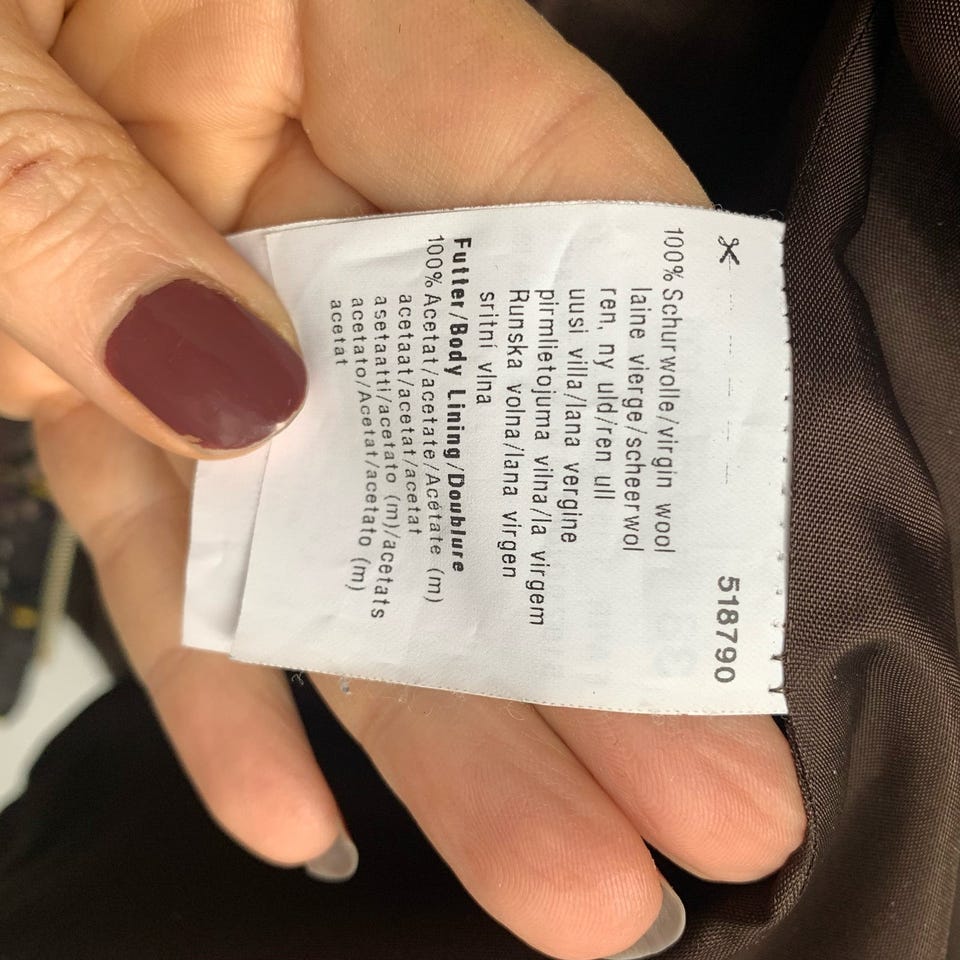 518790
100% Schurwolle/virgin wool
laine vierge/scheerwol
ren, ny uld/ren ull
uusi villa/lana vergine
pirmlietojuma vilna/la virgem
Runska volna/lana virgen
sritni vlna
Futter/Body Lining/Doublure
100% Acetat/acetate/Acétate (m)
acetaat/acetat/acetat
asetaatti/acetato (m)/acetats
acetato/Acetat/acetato (m)
acetat